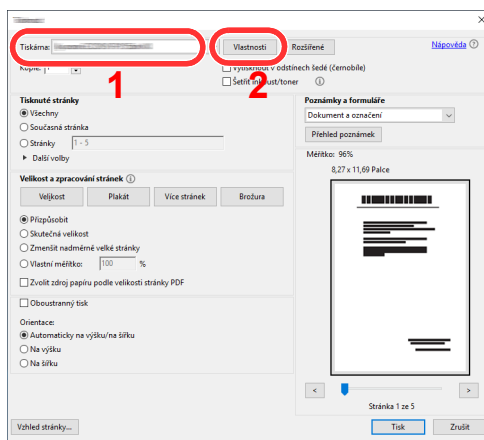 Tiskárna: Vlastnosti Rozšířené Nápověda
1 2
Kopie: 1 Vytisknout v odstínech šedé (černobíle)
Šetřit inkoust/toner
Tisknuté stránky
Všechny
Současná stránka
Stránky 1 - 5
Další volby
Poznámky a formuláře
Dokument a označení
Přehled poznámek
Velikost a zpracování stránek
Velikost Plakát Více stránek Brožura
Přizpůsobit
Skutečná velikost
Zmenšit nadměrné velké stránky
Vlastní měřítko: 100 %
Zvolit zdroj papíru podle velikosti stránky PDF
Oboustranný tisk
Orientace:
Automaticky na výšku/na šířku
Na výšku
Na šířku
Měřítko: 96%
8,27 x 11,69 Palce
< >
Stránka 1 ze 5
Vzhled stránky... Tisk Zrušit